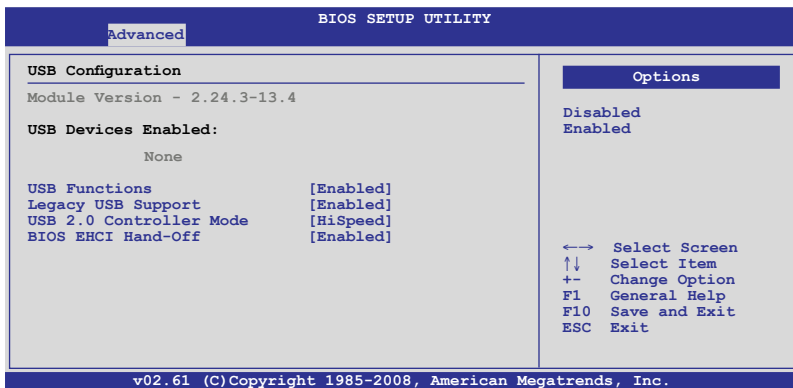 BIOS SETUP UTILITY
Advanced
USB Configuration
Module Version - 2.24.3-13.4
USB Devices Enabled:
None
USB Functions [Enabled]
Legacy USB Support [Enabled]
USB 2.0 Controller Mode [HiSpeed]
BIOS EHCI Hand-Off [Enabled]
Options
Disabled
Enabled
←→ Select Screen
↑↓ Select Item
+- Change Option
F1 General Help
F10 Save and Exit
ESC Exit
v02.61 (C)Copyright 1985-2008, American Megatrends, Inc.